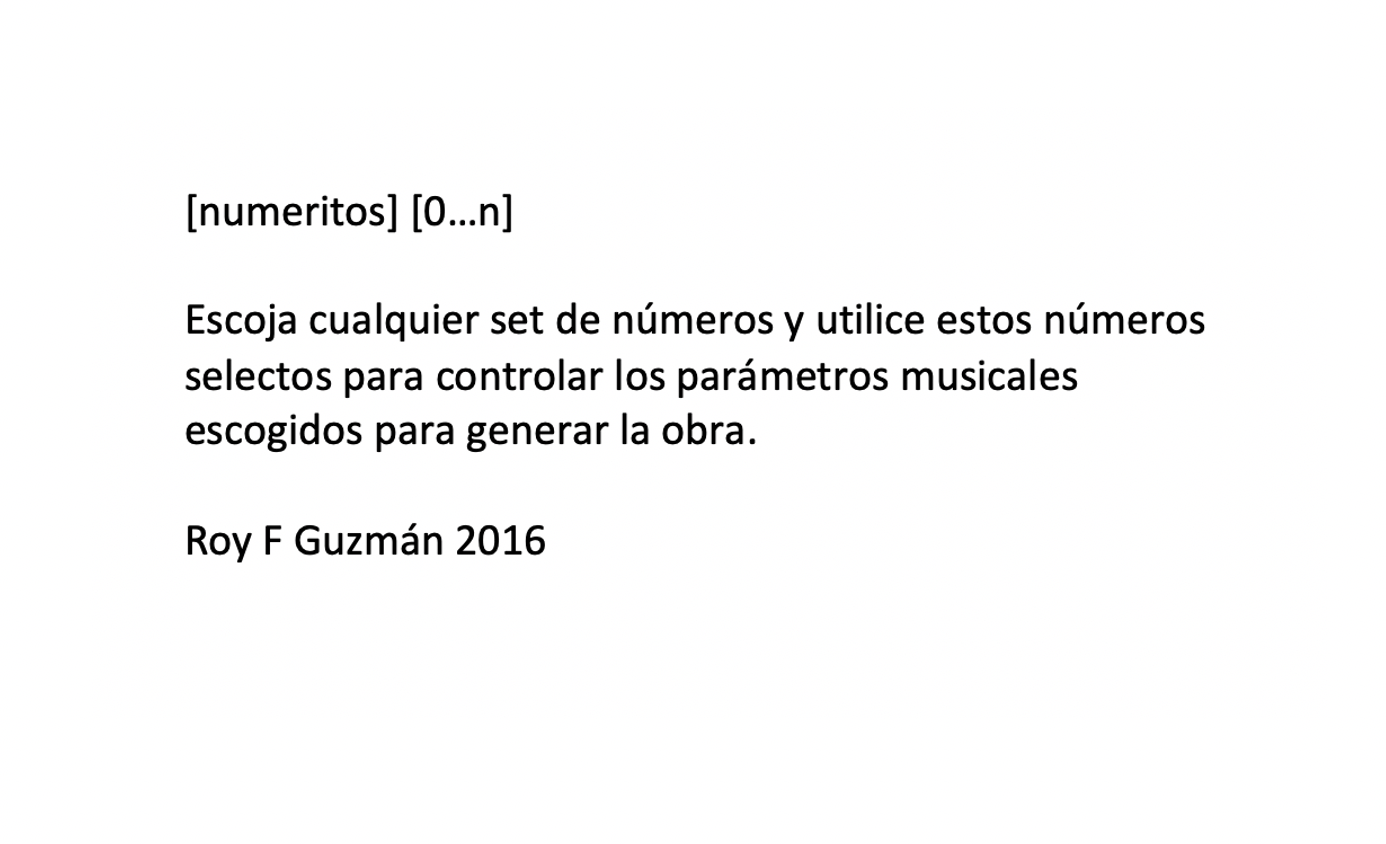 [numeritos] [0…n]
Escoja cualquier set de números y utilice estos números
selectos para controlar los parámetros musicales
escogidos para generar la obra.
Roy F Guzmán 2016